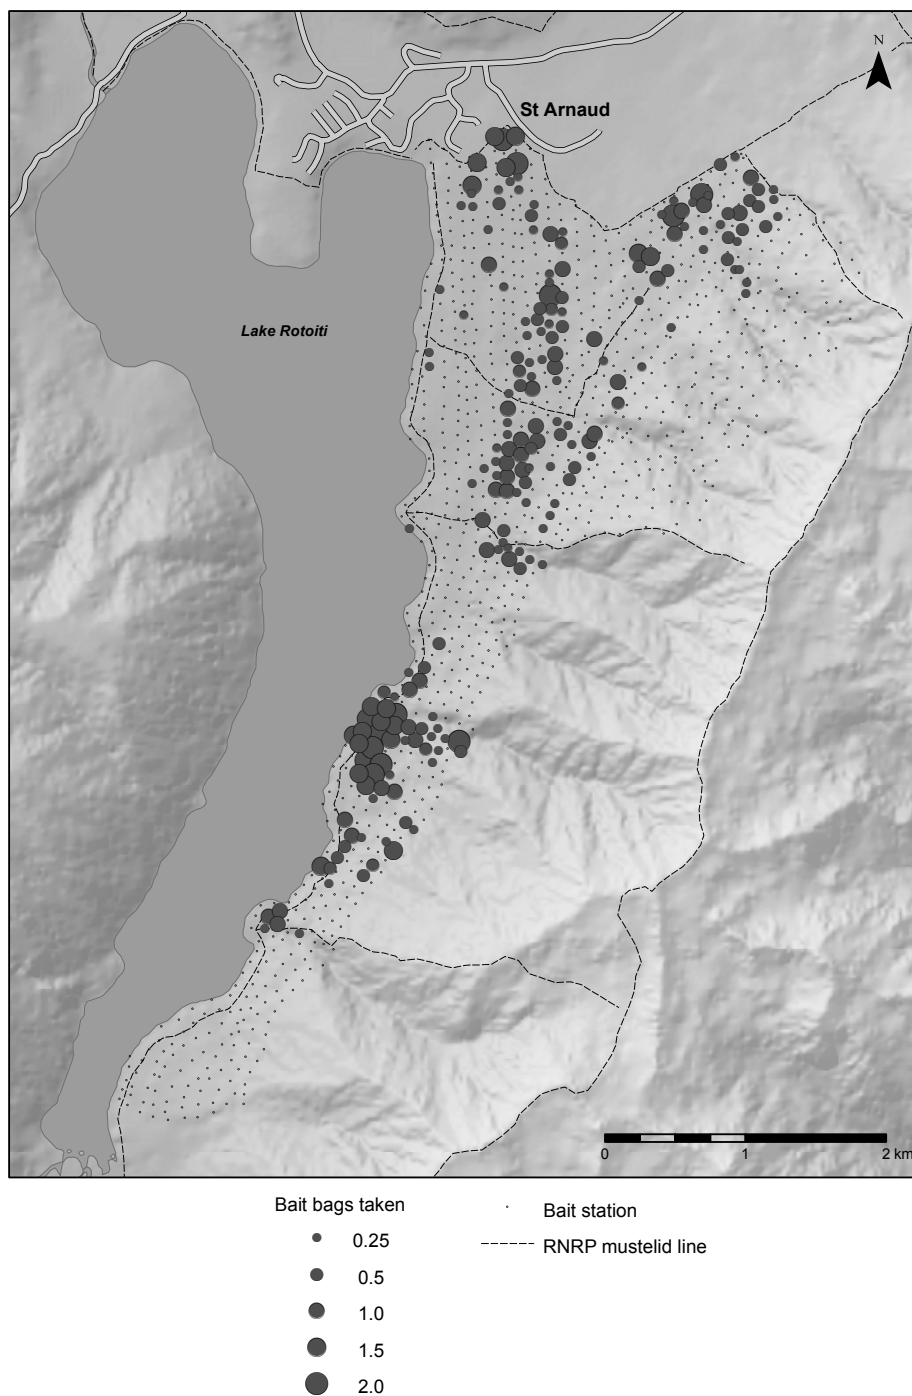 N
St Arnaud
Lake Rotoiti
0 1 2 km
Bait bags taken
0.25
0.5
1.0
1.5
2.0
Bait station
RNRP mustelid line